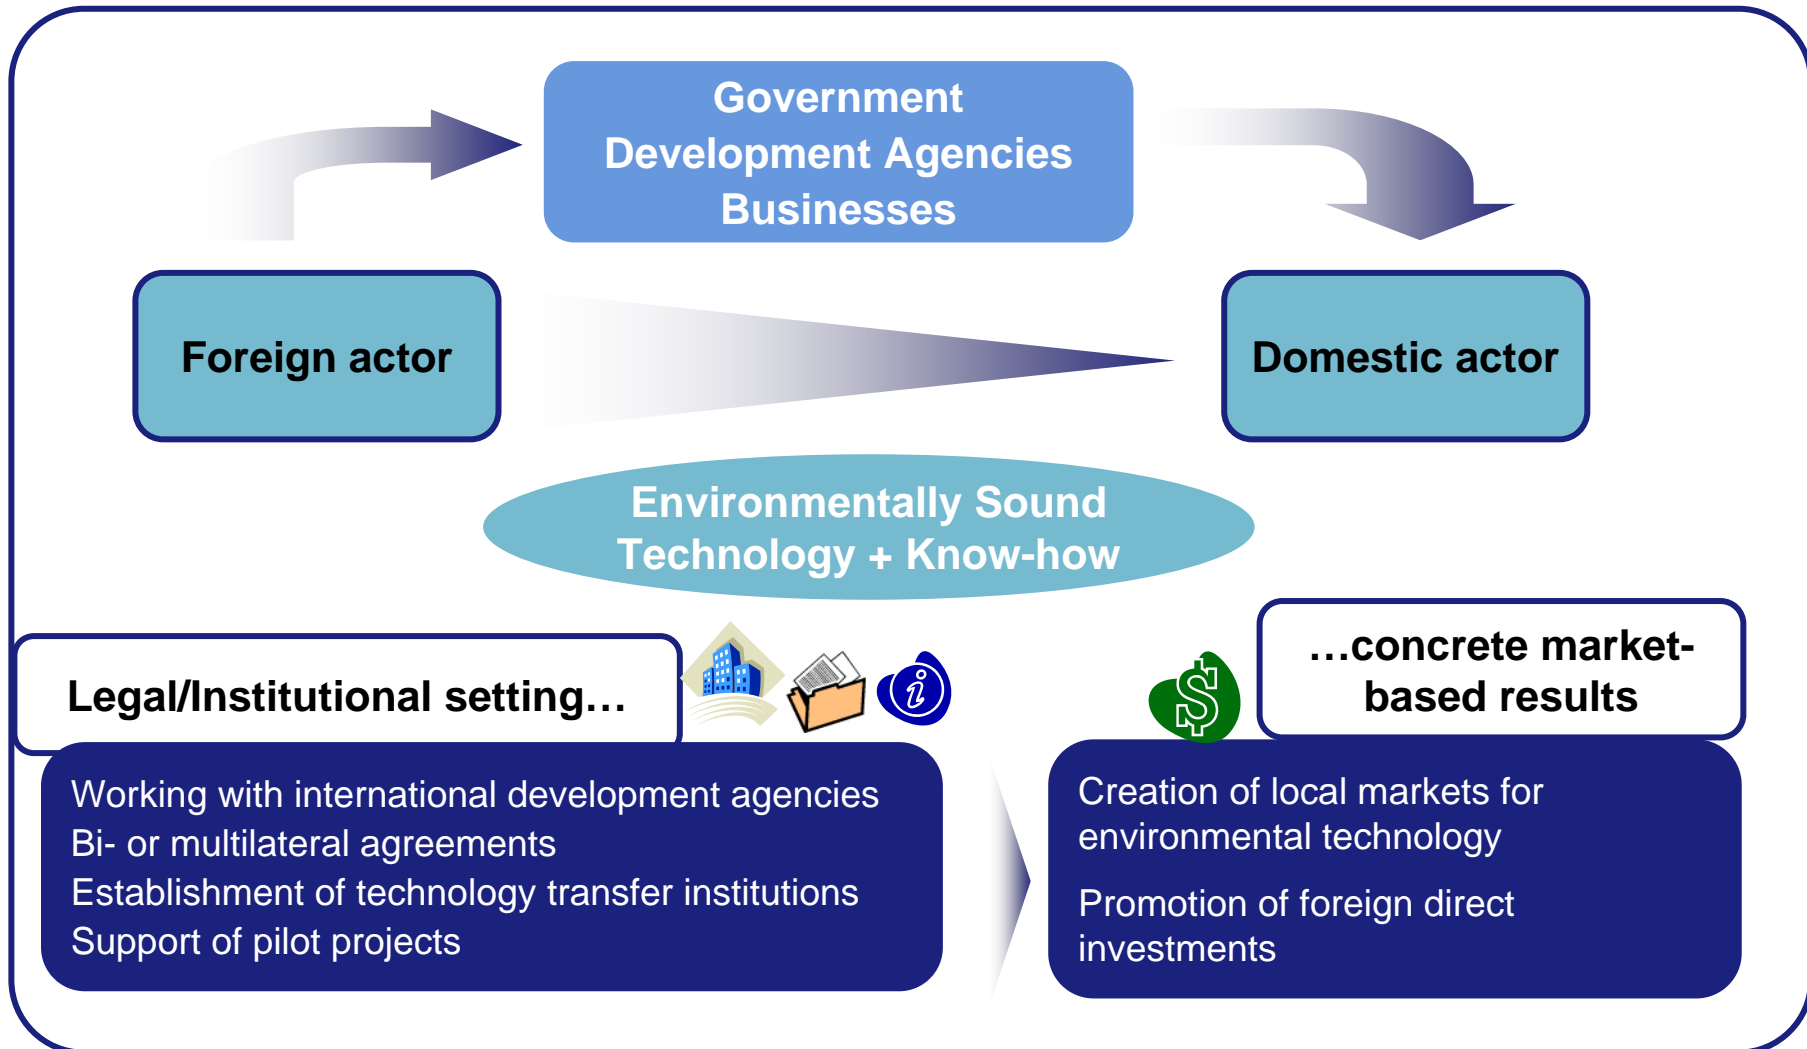 Government
Development Agencies
Businesses
Foreign actor
Domestic actor
Environmentally Sound
Technology + Know-how
Legal/Institutional setting…
…concrete market-
based results
Working with international development agencies
Bi- or multilateral agreements
Establishment of technology transfer institutions
Support of pilot projects
Creation of local markets for
environmental technology
Promotion of foreign direct
investments